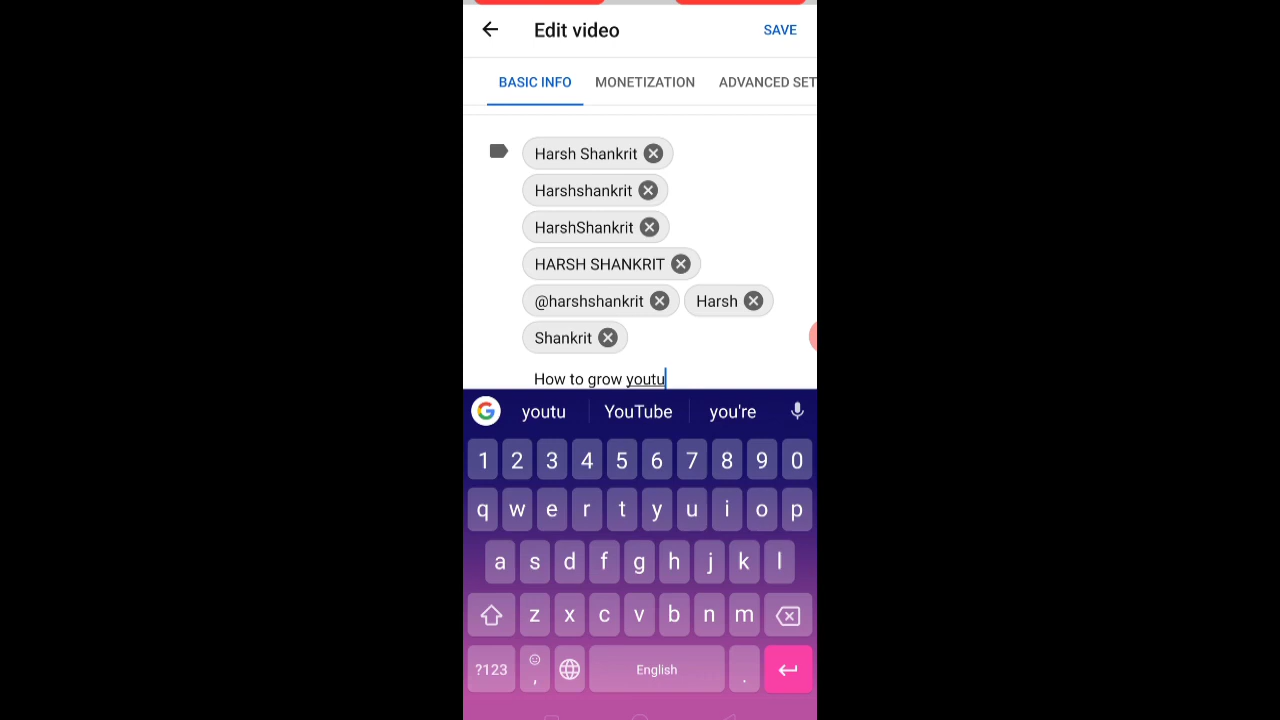 Edit video
SAVE
BASIC INFO MONETIZATION ADVANCED SET
Harsh Shankrit
Harshshankrit
HarshShankrit
HARSH SHANKRIT
@harshshankrit Harsh
Shankrit
How to grow youtu
youtu YouTube you're
1 2 3 4 5 6 7 8 9 0
q w e r t y u i o p
a s d f g h j k l
z x c v b n m
?123 , English .